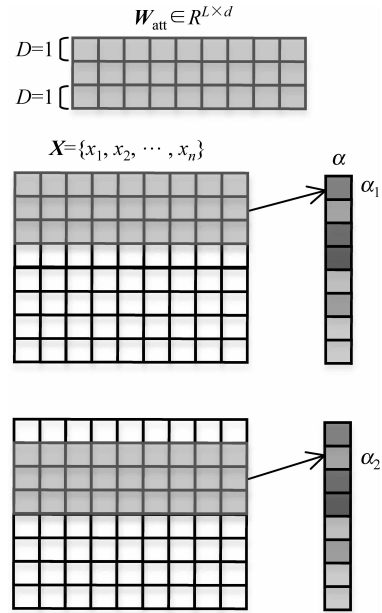 W_att ∈ R^{L×d}
D=1
D=1
X={x_1, x_2, ⋯, x_n}
α
α_1
α_2